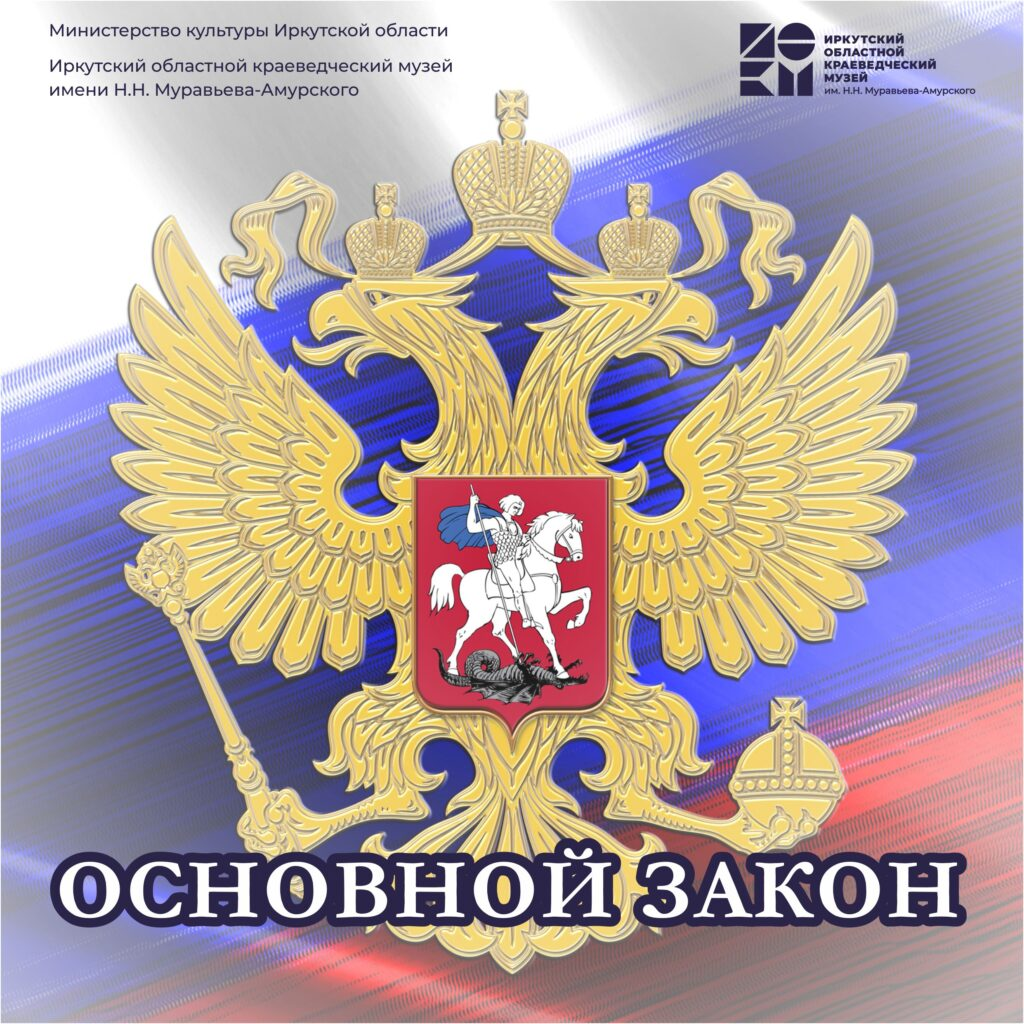 Министерство культуры Иркутской области
Иркутский областной краеведческий музей
имени Н.Н. Муравьева-Амурского
ИОКМ
ИРКУТСКИЙ
ОБЛАСТНОЙ
КРАЕВЕДЧЕСКИЙ
МУЗЕЙ
им. Н.Н. Муравьева-Амурского
ОСНОВНОЙ ЗАКОН